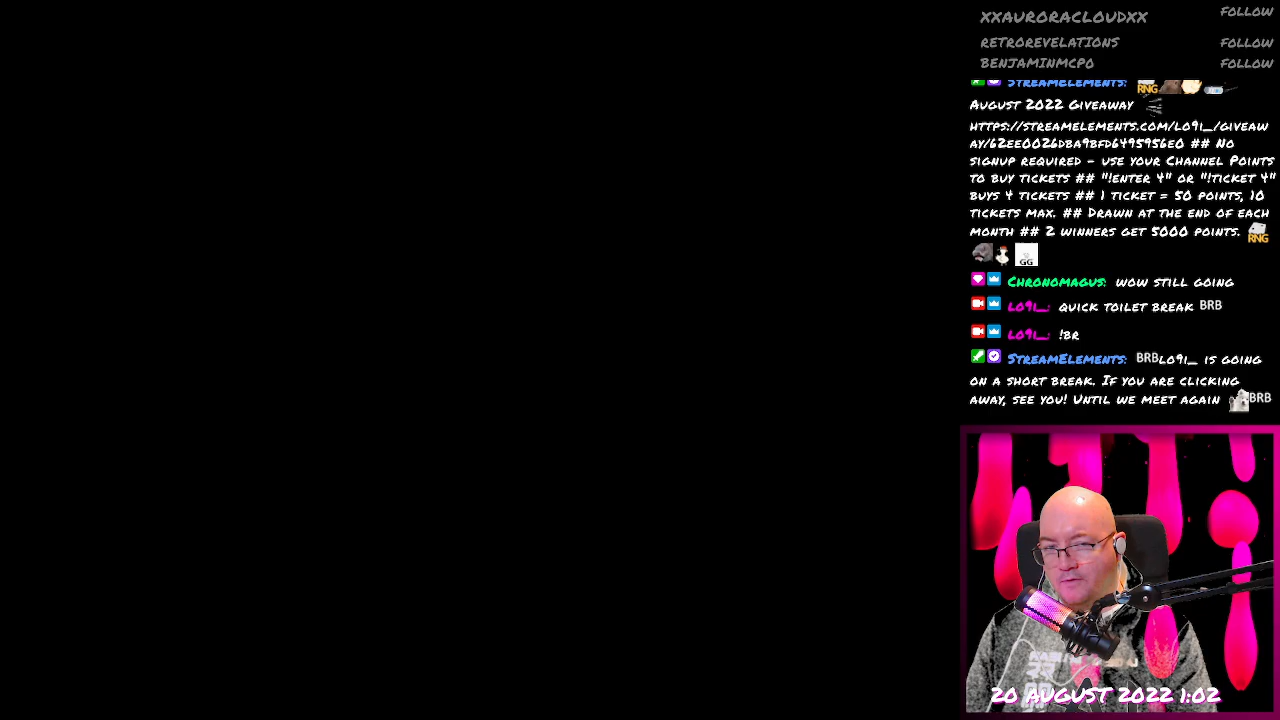 xxAuroraCloudxx Follow
RetroRevelations Follow
BenjaminMcPo Follow
StreamElements: RNG
August 2022 Giveaway
https://streamelements.com/lo9i_/giveaw
ay/62ee0026dba9bfd6495956e0 ## No
signup required - use your Channel Points
to buy tickets ## "!enter 4" or "!ticket 4"
buys 4 tickets ## 1 ticket = 50 points, 10
tickets max. ## Drawn at the end of each
month ## 2 winners get 5000 points. RNG
GG
Chronomagus: wow still going
lo9i_: quick toilet break BRB
lo9i_: !br
StreamElements: BRB lo9i_ is going
on a short break. If you are clicking
away, see you! Until we meet again BRB
20 August 2022 1:02